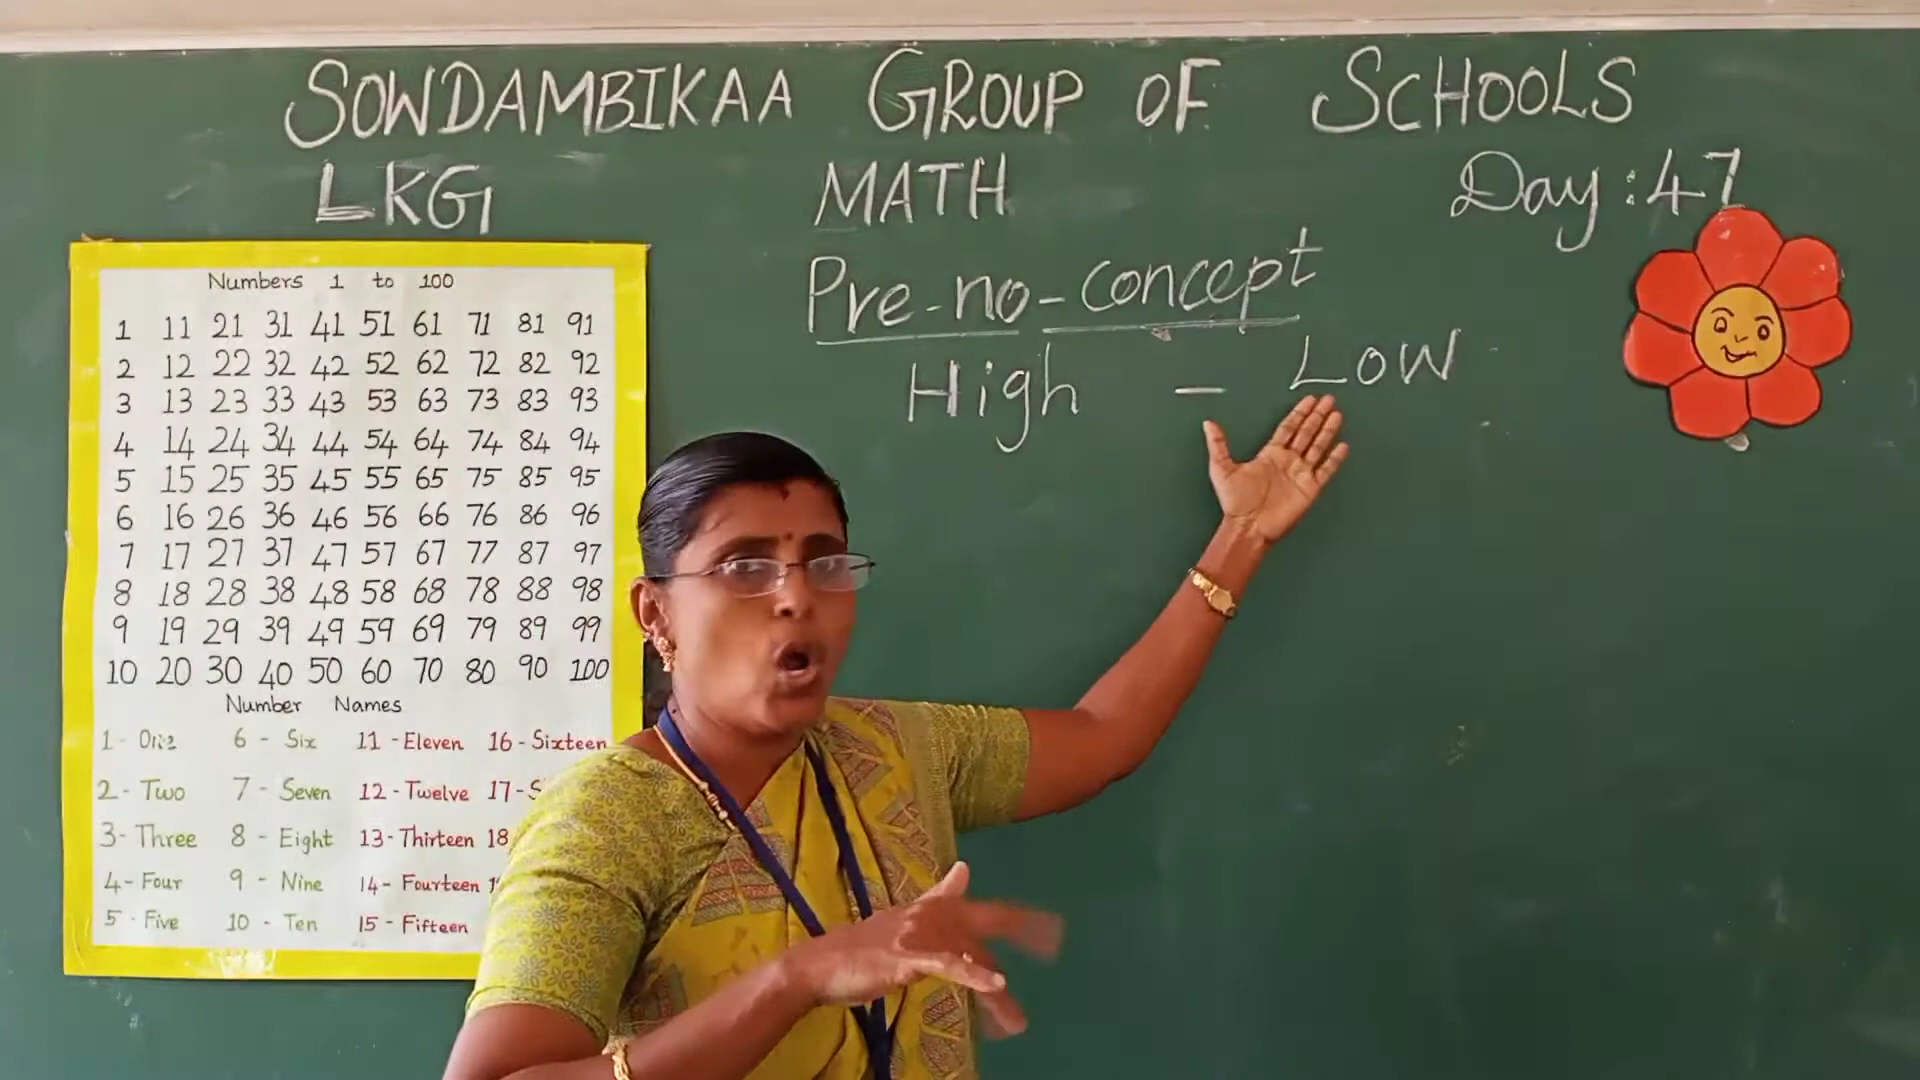 SOWDAMBIKAA GROUP OF SCHOOLS
LKG MATH Day:47
Pre-no-concept
High - Low
Numbers 1 to 100
1 11 21 31 41 51 61 71 81 91
2 12 22 32 42 52 62 72 82 92
3 13 23 33 43 53 63 73 83 93
4 14 24 34 44 54 64 74 84 94
5 15 25 35 45 55 65 75 85 95
6 16 26 36 46 56 66 76 86 96
7 17 27 37 47 57 67 77 87 97
8 18 28 38 48 58 68 78 88 98
9 19 29 39 49 59 69 79 89 99
10 20 30 40 50 60 70 80 90 100
Number Names
1 - One 6 - Six 11 - Eleven 16 - Sixteen
2 - Two 7 - Seven 12 - Twelve 17 -
3 - Three 8 - Eight 13 - Thirteen 18
4 - Four 9 - Nine 14 - Fourteen
5 - Five 10 - Ten 15 - Fifteen